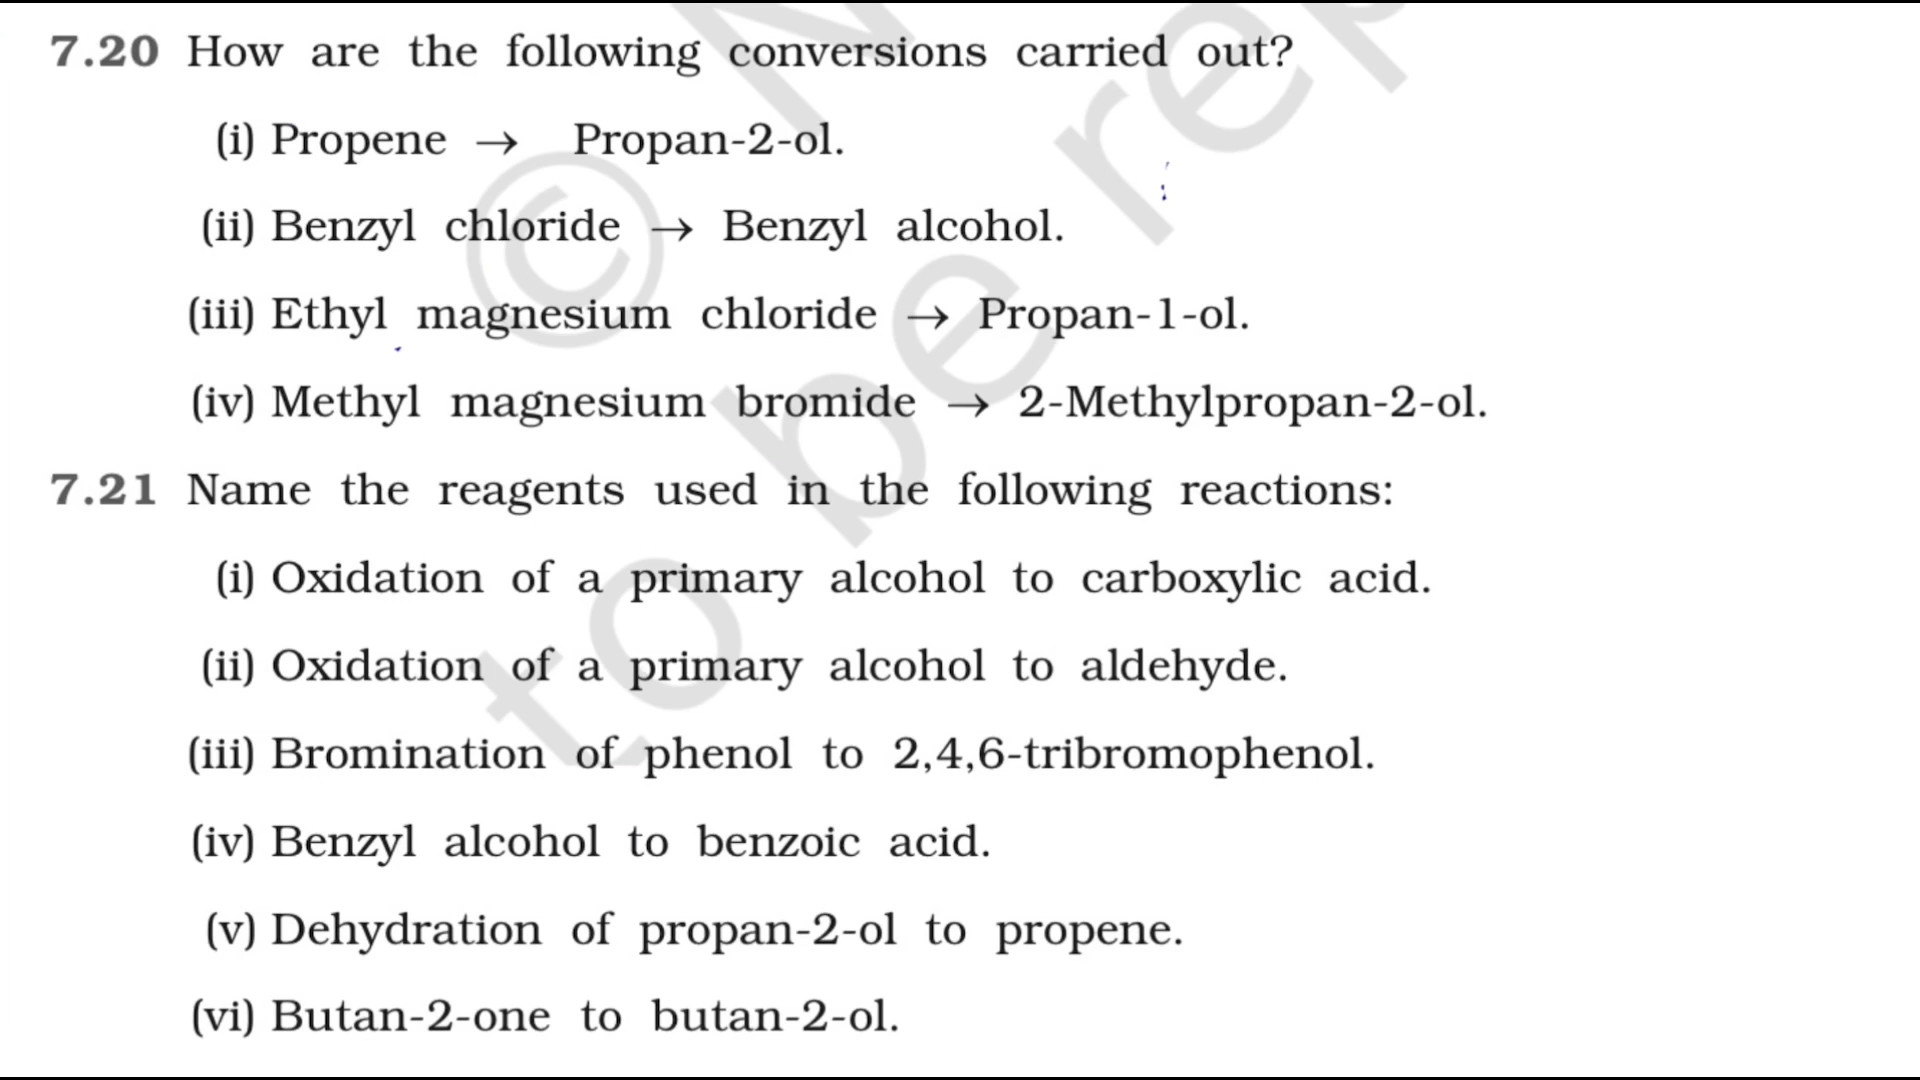 7.20 How are the following conversions carried out?
(i) Propene → Propan-2-ol.
(ii) Benzyl chloride → Benzyl alcohol.
(iii) Ethyl magnesium chloride → Propan-1-ol.
(iv) Methyl magnesium bromide → 2-Methylpropan-2-ol.
7.21 Name the reagents used in the following reactions:
(i) Oxidation of a primary alcohol to carboxylic acid.
(ii) Oxidation of a primary alcohol to aldehyde.
(iii) Bromination of phenol to 2,4,6-tribromophenol.
(iv) Benzyl alcohol to benzoic acid.
(v) Dehydration of propan-2-ol to propene.
(vi) Butan-2-one to butan-2-ol.
© N
to be rep